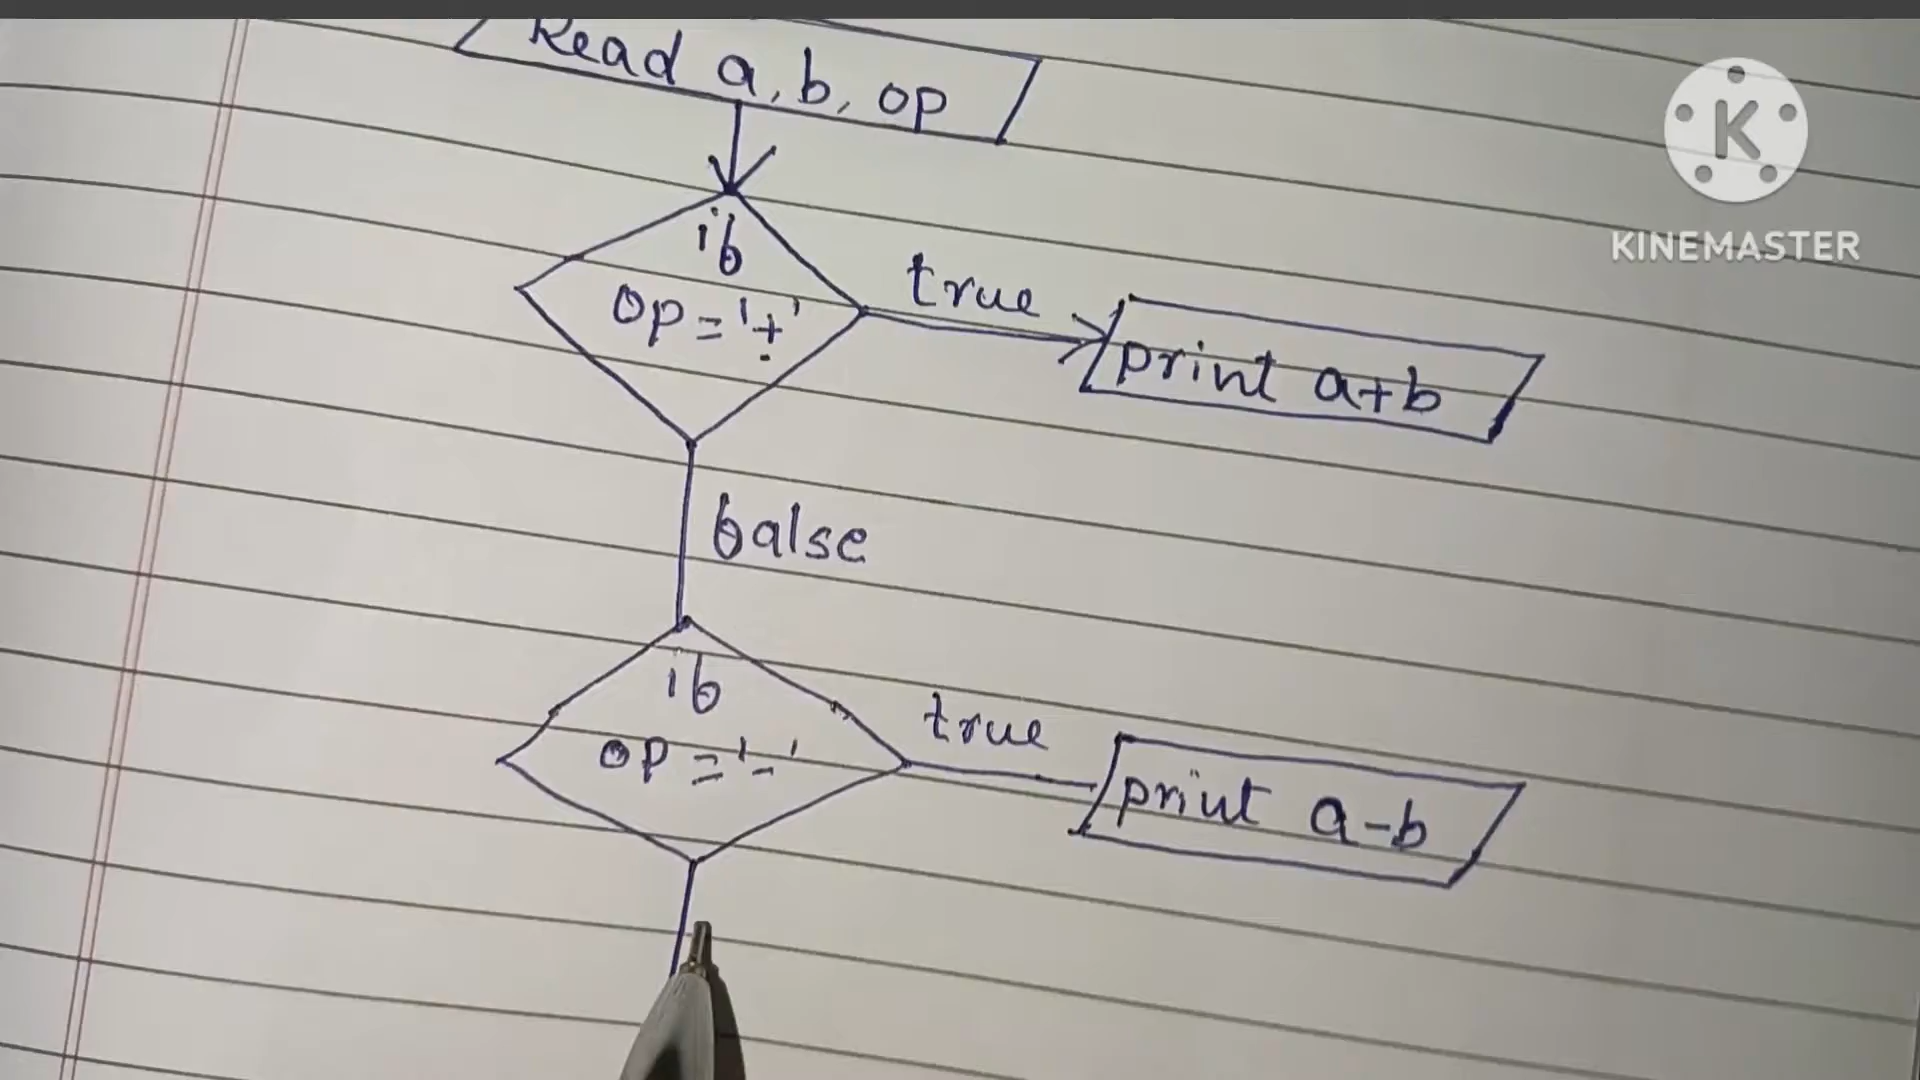 Read a, b, op
if
op = '+'
true
print a+b
false
if
op = '-'
true
print a-b
K
KINEMASTER